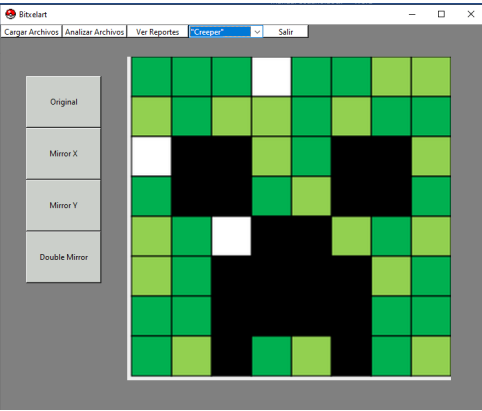 Bitxelart
Cargar Archivos Analizar Archivos Ver Reportes "Creeper" Salir
Original
Mirror X
Mirror Y
Double Mirror